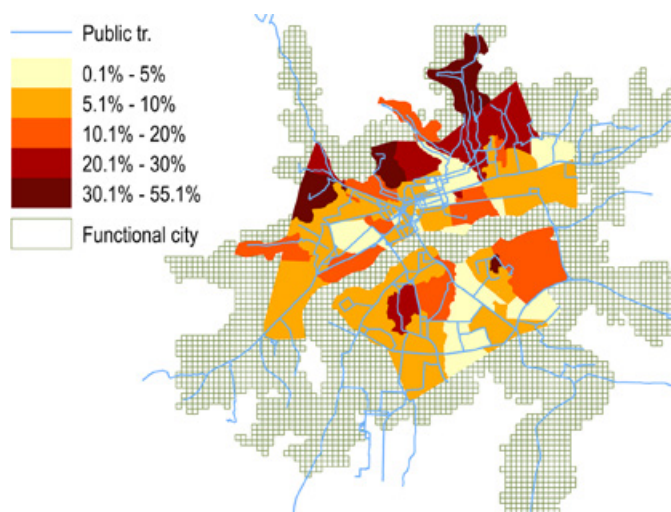 Public tr.
0.1% - 5%
5.1% - 10%
10.1% - 20%
20.1% - 30%
30.1% - 55.1%
Functional city